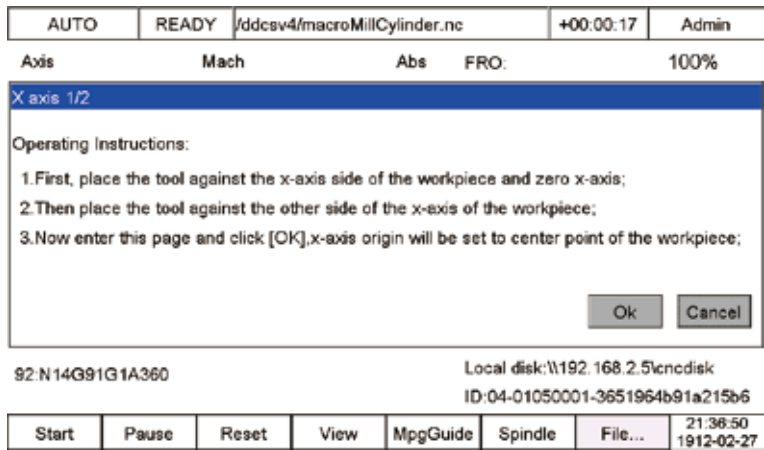 AUTO READY /ddcsv4/macroMillCylinder.nc +00:00:17 Admin
Axis Mach Abs FRO: 100%
X axis 1/2
Operating Instructions:
1.First, place the tool against the x-axis side of the workpiece and zero x-axis;
2.Then place the tool against the other side of the x-axis of the workpiece;
3.Now enter this page and click [OK],x-axis origin will be set to center point of the workpiece;
Ok Cancel
92:N14G91G1A360 Local disk:\\192.168.2.5\cncdisk
ID:04-01050001-3651964b91a215b6
Start Pause Reset View MpgGuide Spindle File... 21:36:50
1912-02-27